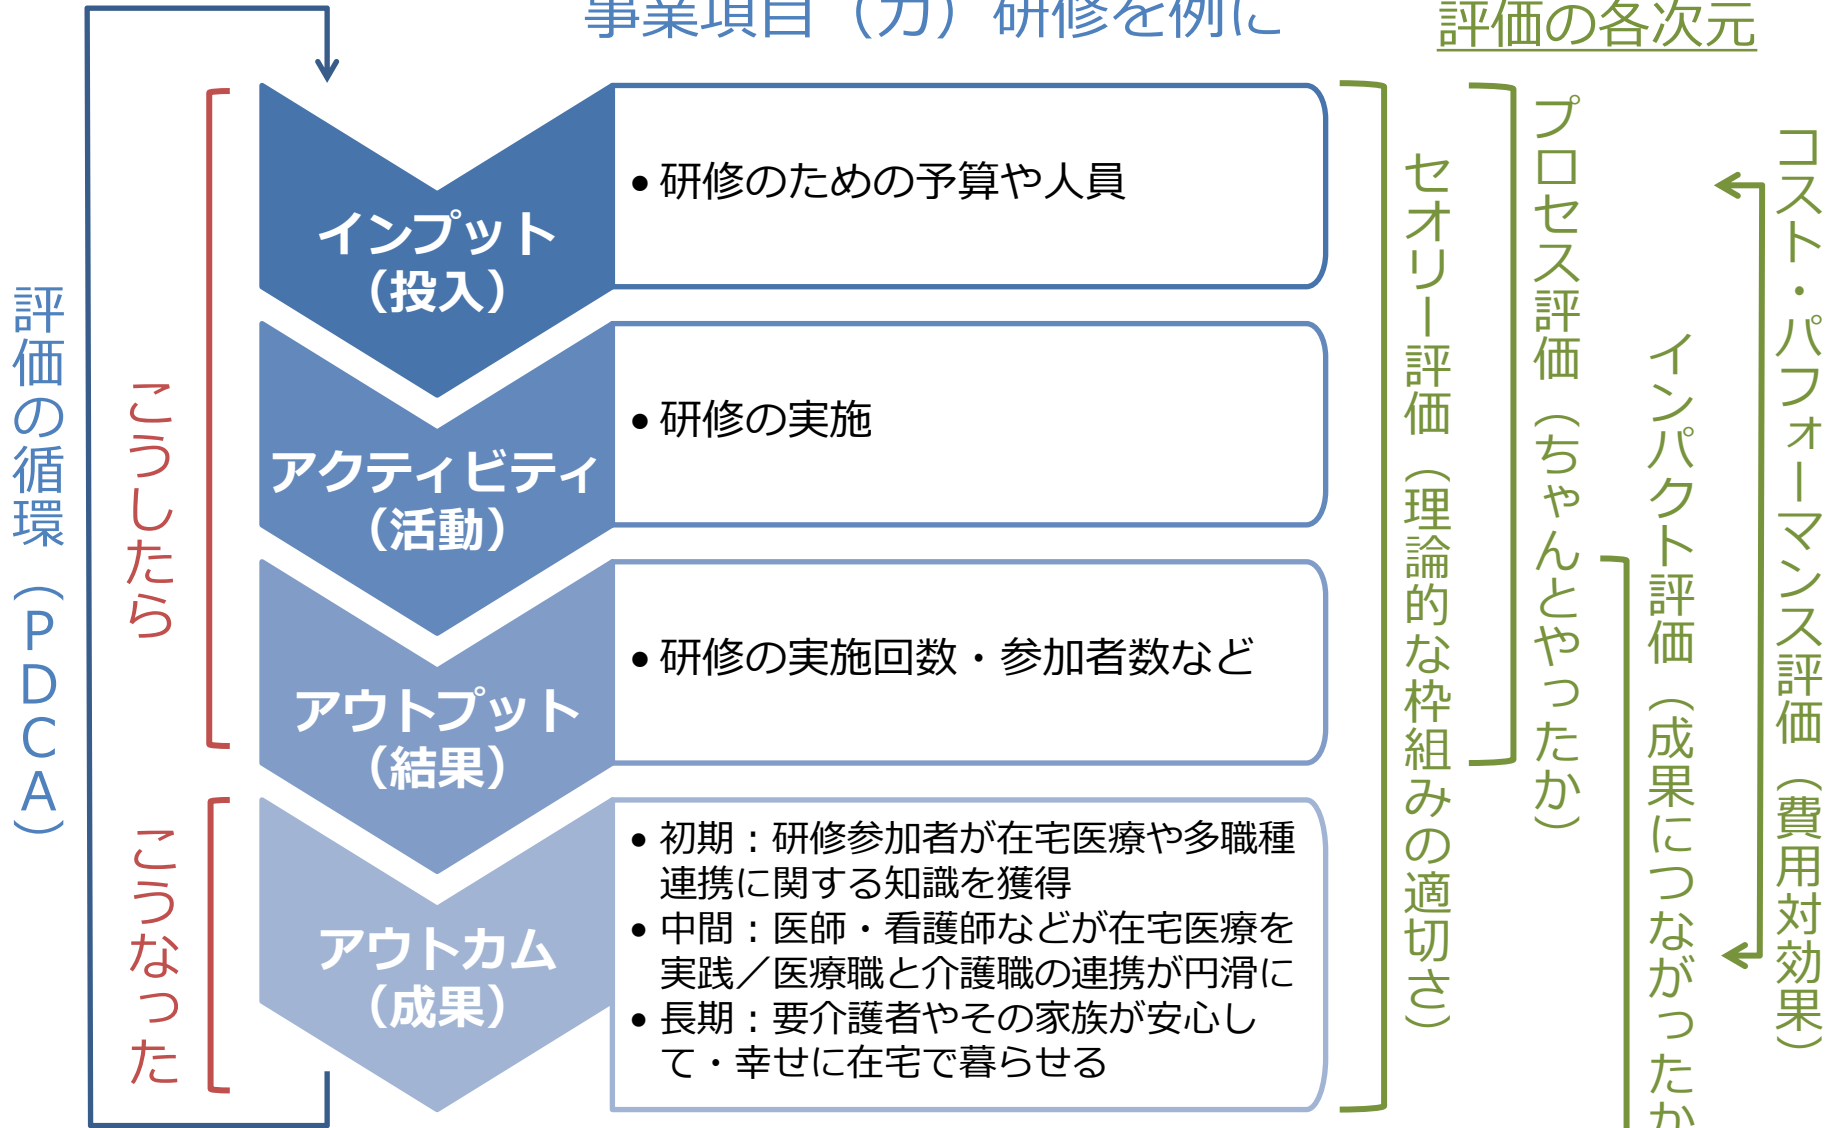 事業項目（カ）研修を例に
評価の各次元
評価の循環（PDCA）
こうしたら
こうなった
インプット
（投入）
• 研修のための予算や人員
アクティビティ
（活動）
• 研修の実施
アウトプット
（結果）
• 研修の実施回数・参加者数など
アウトカム
（成果）
• 初期：研修参加者が在宅医療や多職種
連携に関する知識を獲得
• 中間：医師・看護師などが在宅医療を
実践／医療職と介護職の連携が円滑に
• 長期：要介護者やその家族が安心し
て・幸せに在宅で暮らせる
セオリー評価（理論的な枠組みの適切さ）
プロセス評価（ちゃんとやったか）
インパクト評価（成果につながったか
コスト・パフォーマンス評価（費用対効果）